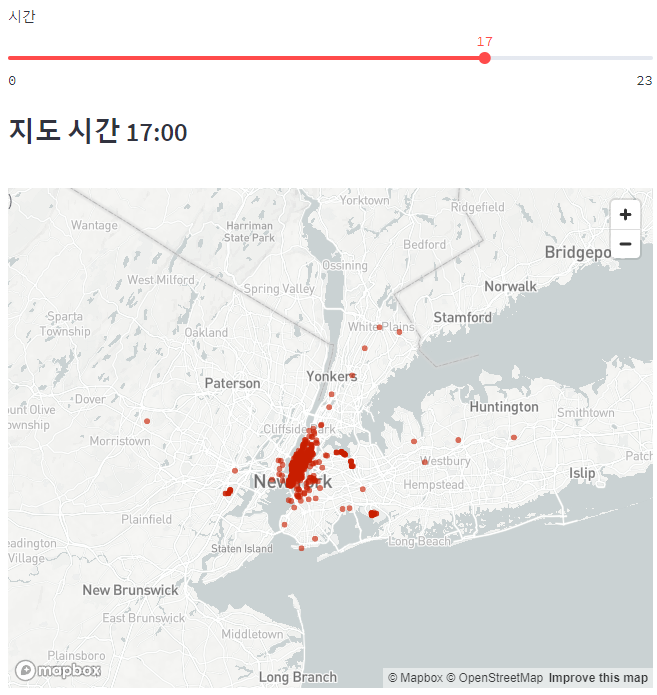 시간
17
0 23
지도 시간 17:00
Yorktown
Ridgefield
Wantage
Harriman
State Park
Bedford
Bridgepo
Ossining
West Milford
Spring Valley
Norwalk
Sparta
Township
Oakland
White Plains
Stamford
Paterson
Yonkers
Dover
ount Olive
ownship
Huntington
Smithtown
Morristown
Cliffside Park
Westbury
Patch
Islip
New York
Hempstead
Plainfield
eadington
Village
Staten Island
Long Beach
New Brunswick
East Brunswick
Middletown
Plainsboro
mapbox
Long Branch
© Mapbox © OpenStreetMap Improve this map